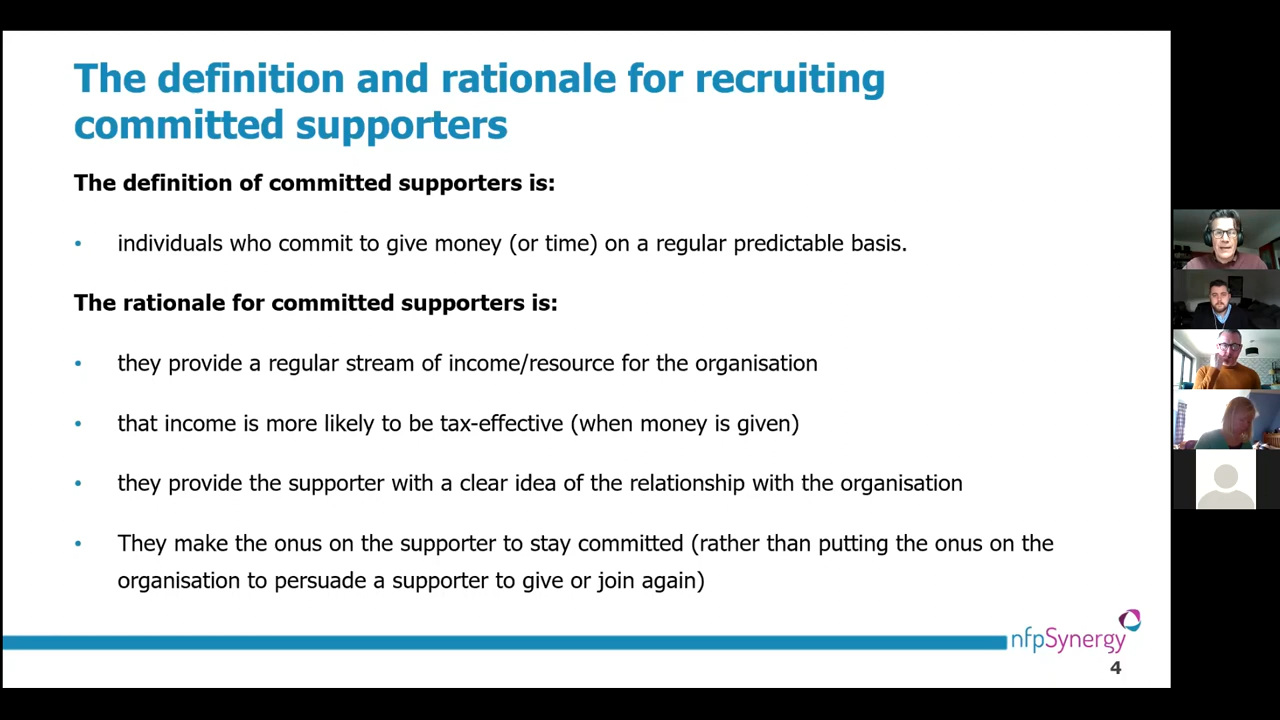 The definition and rationale for recruiting
committed supporters
The definition of committed supporters is:
• individuals who commit to give money (or time) on a regular predictable basis.
The rationale for committed supporters is:
• they provide a regular stream of income/resource for the organisation
• that income is more likely to be tax-effective (when money is given)
• they provide the supporter with a clear idea of the relationship with the organisation
• They make the onus on the supporter to stay committed (rather than putting the onus on the
organisation to persuade a supporter to give or join again)
nfpSynergy
4